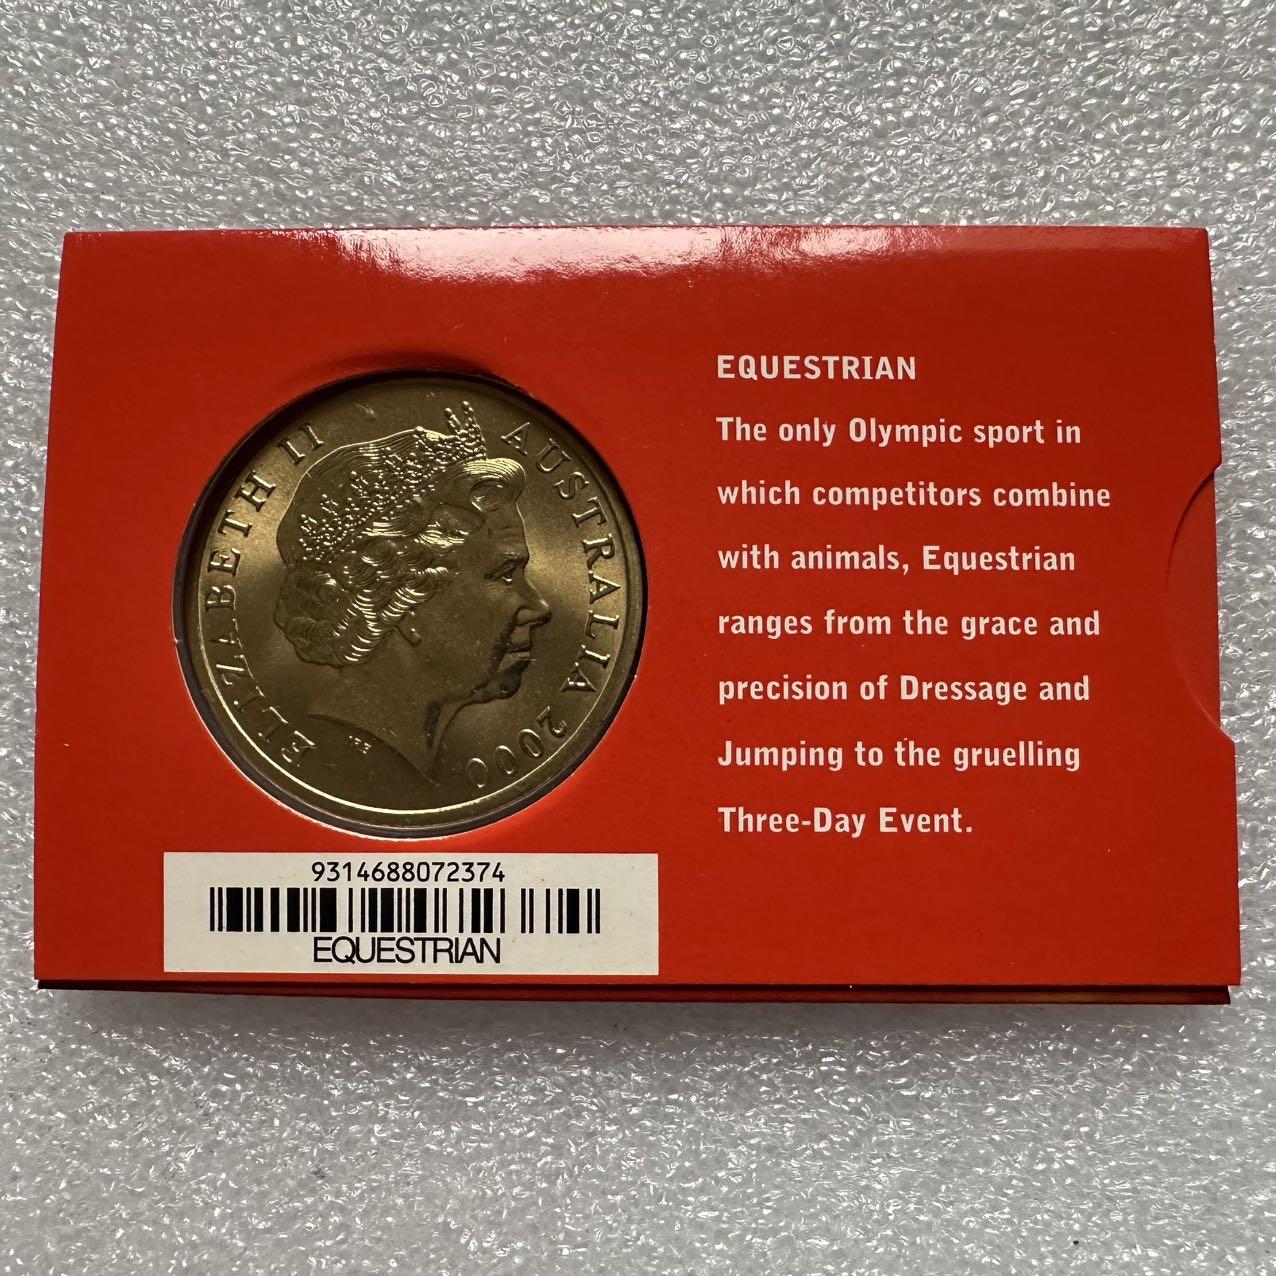 ELIZABETH II AUSTRALIA 2000
IRB
EQUESTRIAN
The only Olympic sport in
which competitors combine
with animals, Equestrian
ranges from the grace and
precision of Dressage and
Jumping to the gruelling
Three-Day Event.
9314688072374
EQUESTRIAN